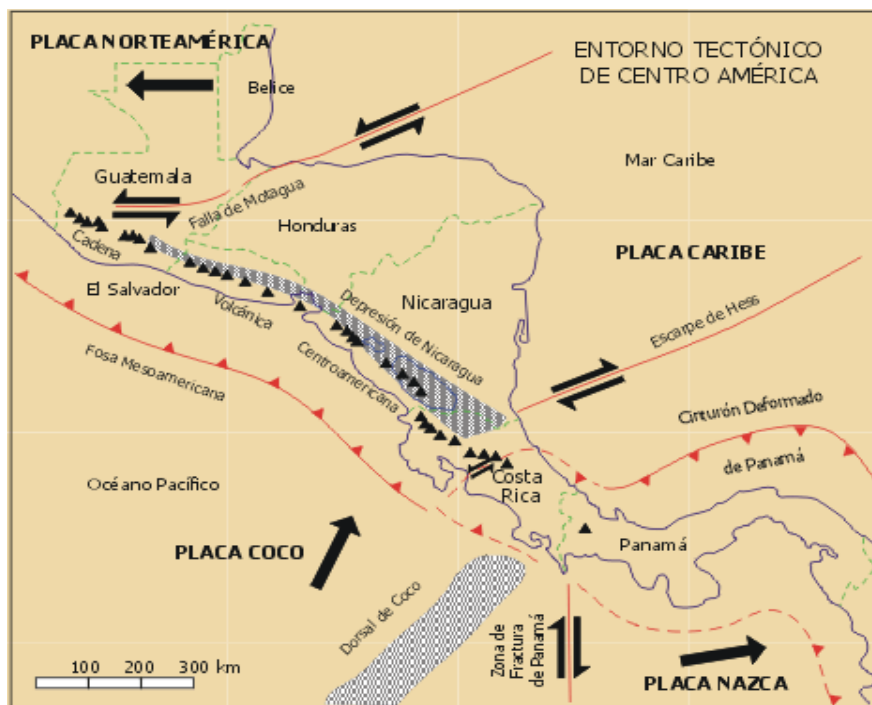 PLACA NORTEAMÉRICA
ENTORNO TECTÓNICO
DE CENTRO AMÉRICA
Belice
Mar Caribe
Guatemala
Falla de Motagua
Honduras
Cadena
PLACA CARIBE
El Salvador
Volcánica
Nicaragua
Depresión de Nicaragua
Escarpe de Hess
Fosa Mesoamericana
Centroamericana
Cinturón Deformado
de Panamá
Océano Pacífico
Costa
Rica
Panamá
PLACA COCO
Dorsal de Coco
Zona de
Fractura
de Panamá
100 200 300 km
PLACA NAZCA